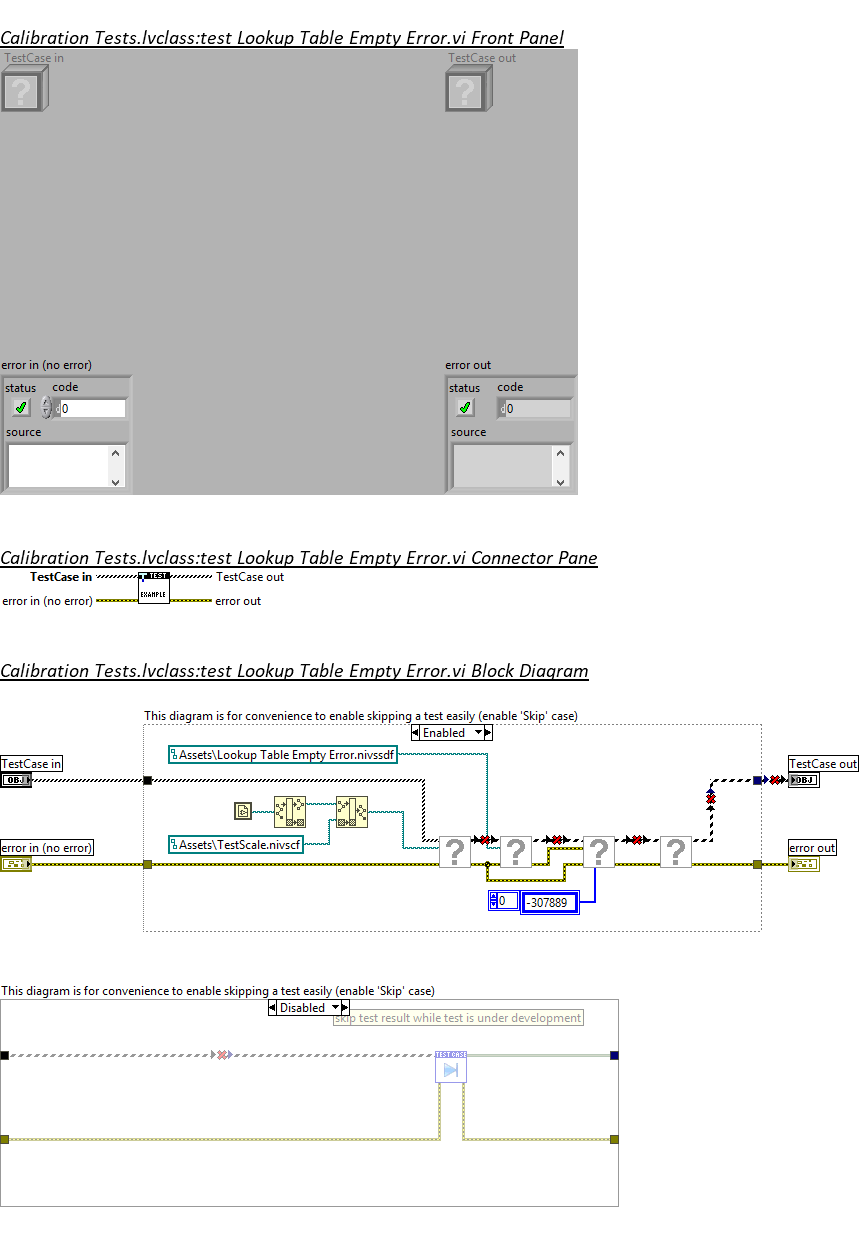 Calibration Tests.lvclass:test Lookup Table Empty Error.vi Front Panel
TestCase in
TestCase out
error in (no error)
error out
status
code
status
code
d0
d0
source
source
Calibration Tests.lvclass:test Lookup Table Empty Error.vi Connector Pane
TestCase in
TEST
TestCase out
error in (no error)
EXAMPLE
error out
Calibration Tests.lvclass:test Lookup Table Empty Error.vi Block Diagram
This diagram is for convenience to enable skipping a test easily (enable 'Skip' case)
Enabled
Assets\Lookup Table Empty Error.nivssdf
TestCase in
TestCase out
OBJ
OBJ
Assets\TestScale.nivscf
error in (no error)
error out
? ? ? ?
0
-307889
This diagram is for convenience to enable skipping a test easily (enable 'Skip' case)
Disabled
skip test result while test is under development
TEST CASE